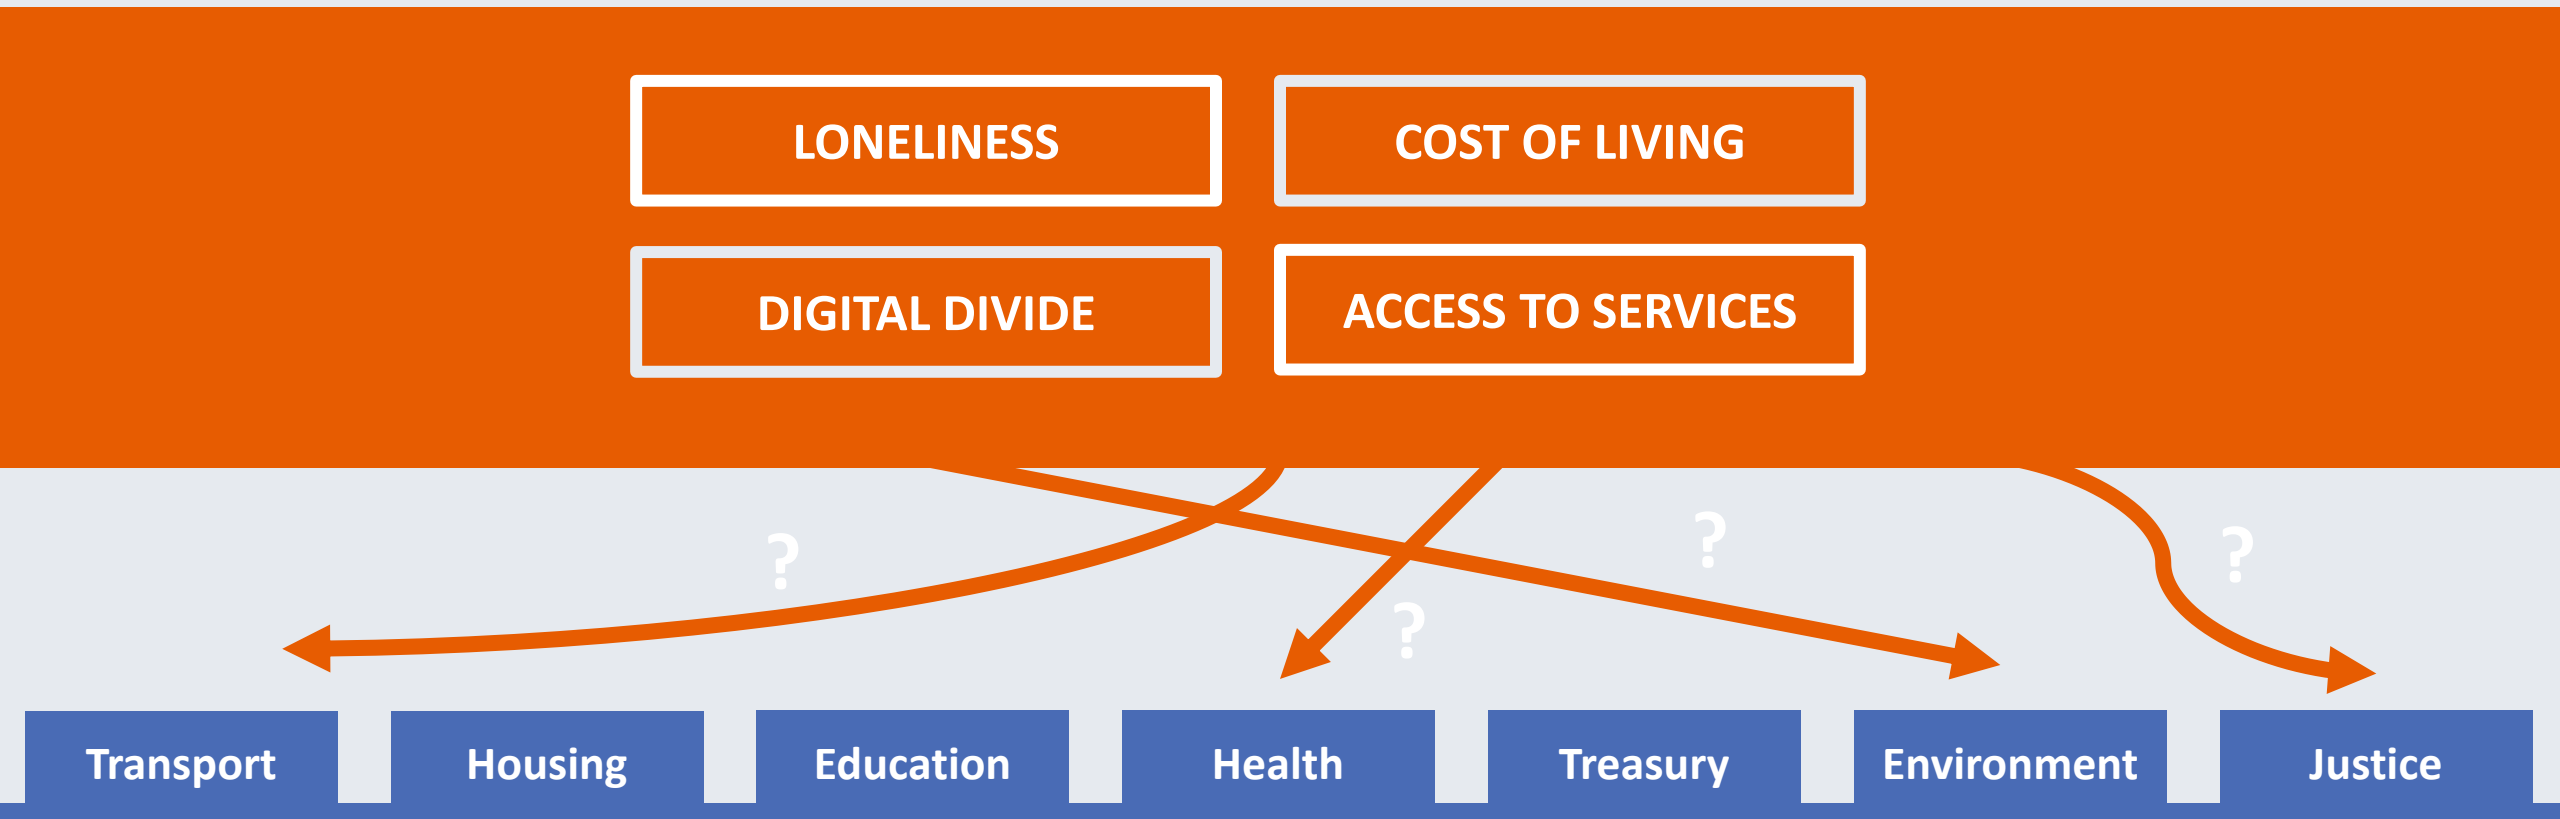 LONELINESS
COST OF LIVING
DIGITAL DIVIDE
ACCESS TO SERVICES
?
?
?
?
Transport
Housing
Education
Health
Treasury
Environment
Justice